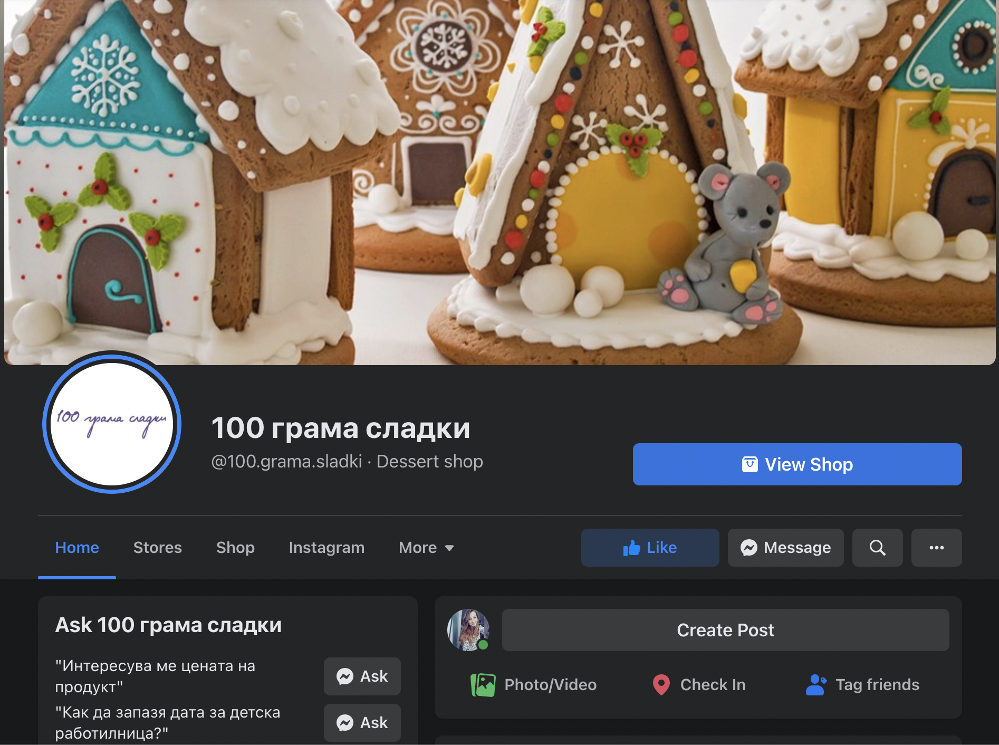 100 грама сладки
100 грама сладки
@100.grama.sladki · Dessert shop
View Shop
Home
Stores
Shop
Instagram
More
Like
Message
Ask 100 грама сладки
"Интересува ме цената на
продукт"
Ask
"Как да запазя дата за детска
работилница?"
Ask
Create Post
Photo/Video
Check In
Tag friends